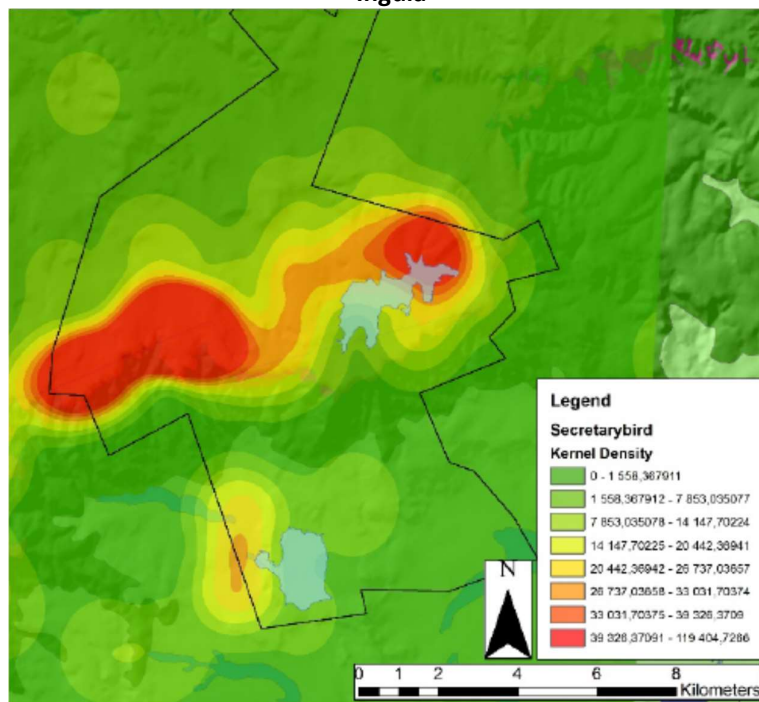 Ingula
Legend
Secretarybird
Kernel Density
0 - 1 558,367911
1 558,367912 - 7 853,035077
7 853,035078 - 14 147,70224
14 147,70225 - 20 442,36941
20 442,36942 - 26 737,03657
26 737,03658 - 33 031,70374
33 031,70375 - 39 326,3709
39 326,37091 - 119 404,7266
N
0 1 2 4 6 8
Kilometers